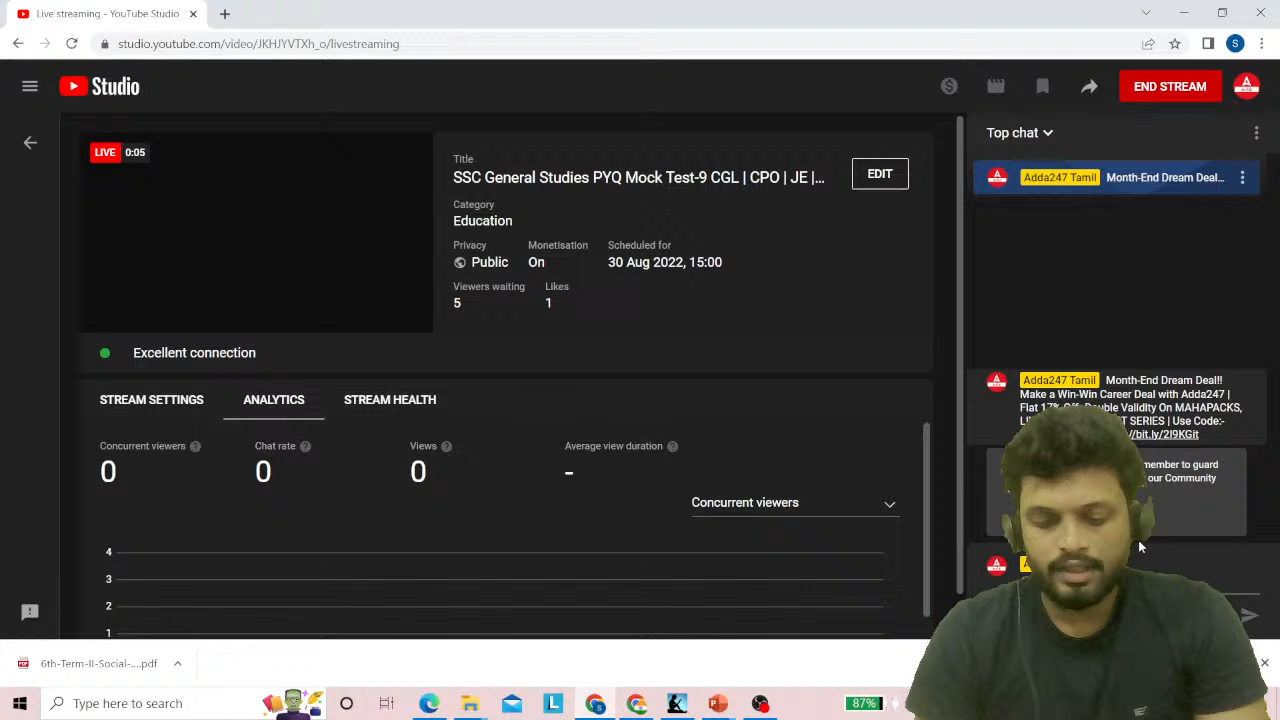 Live streaming - YouTube Studio
studio.youtube.com/video/JKHJYVTXh_o/livestreaming
S
Studio
END STREAM
LIVE 0:05
Title
SSC General Studies PYQ Mock Test-9 CGL | CPO | JE |...
EDIT
Category
Education
Privacy Monetisation Scheduled for
Public On 30 Aug 2022, 15:00
Viewers waiting Likes
5 1
Excellent connection
STREAM SETTINGS ANALYTICS STREAM HEALTH
Concurrent viewers Chat rate Views Average view duration
0 0 0 -
Concurrent viewers
4
3
2
1
Top chat
Adda247 Tamil Month-End Dream Deal...
Adda247 Tamil Month-End Dream Deal!!
Make a Win-Win Career Deal with Adda247 |
Flat 17% Double Validity On MAHAPACKS,
SERIES | Use Code:-
/bit.ly/2I9KGit
to guard
our Community
6th-Term-II-Social-....pdf
Type here to search
87%